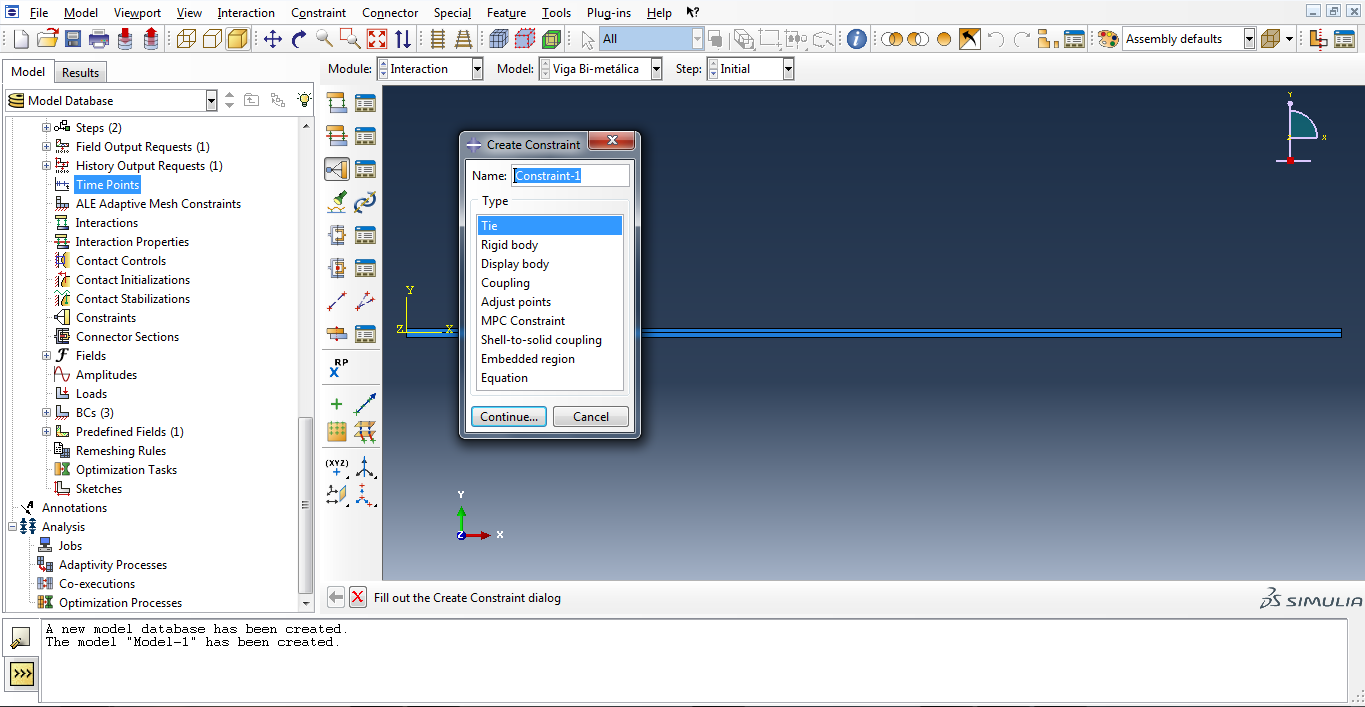 File Model Viewport View Interaction Constraint Connector Special Feature Tools Plug-ins Help
All
Assembly defaults
Model Results
Module: Interaction Model: Viga Bi-metálica Step: Initial
Model Database
Steps (2)
Field Output Requests (1)
History Output Requests (1)
Time Points
ALE Adaptive Mesh Constraints
Interactions
Interaction Properties
Contact Controls
Contact Initializations
Contact Stabilizations
Constraints
Connector Sections
Fields
Amplitudes
Loads
BCs (3)
Predefined Fields (1)
Remeshing Rules
Optimization Tasks
Sketches
Annotations
Analysis
Jobs
Adaptivity Processes
Co-executions
Optimization Processes
RP
X
(XYZ)
Create Constraint
Name: Constraint-1
Type
Tie
Rigid body
Display body
Coupling
Adjust points
MPC Constraint
Shell-to-solid coupling
Embedded region
Equation
Continue... Cancel
Y
X
Y
Z X
Y
Z X
Fill out the Create Constraint dialog
SIMULIA
A new model database has been created.
The model "Model-1" has been created.
>>>